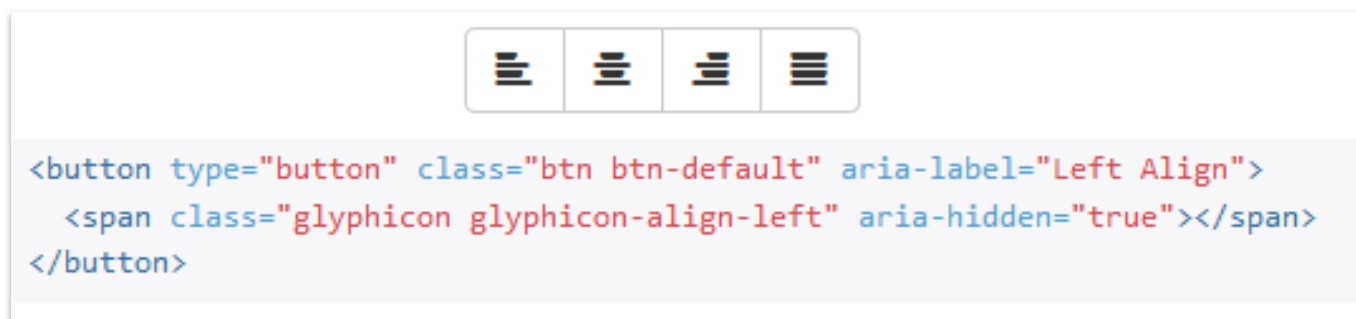 <button type="button" class="btn btn-default" aria-label="Left Align">
  <span class="glyphicon glyphicon-align-left" aria-hidden="true"></span>
</button>